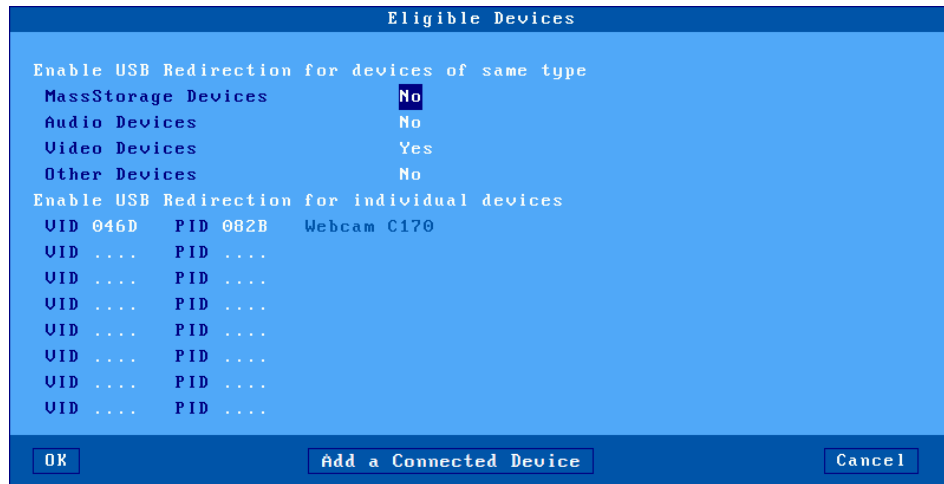 Eligible Devices
Enable USB Redirection for devices of same type
MassStorage Devices No
Audio Devices No
Video Devices Yes
Other Devices No
Enable USB Redirection for individual devices
VID 046D PID 082B Webcam C170
VID .... PID ....
VID .... PID ....
VID .... PID ....
VID .... PID ....
VID .... PID ....
VID .... PID ....
VID .... PID ....
OK Add a Connected Device Cancel